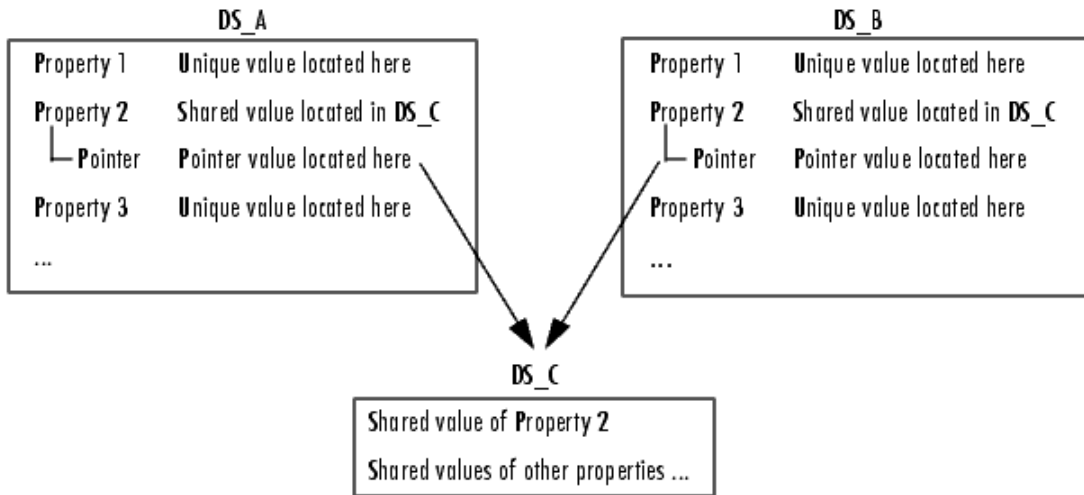 DS_A
Property 1 Unique value located here
Property 2 Shared value located in DS_C
Pointer Pointer value located here
Property 3 Unique value located here
...
DS_B
Property 1 Unique value located here
Property 2 Shared value located in DS_C
Pointer Pointer value located here
Property 3 Unique value located here
...
DS_C
Shared value of Property 2
Shared values of other properties ...